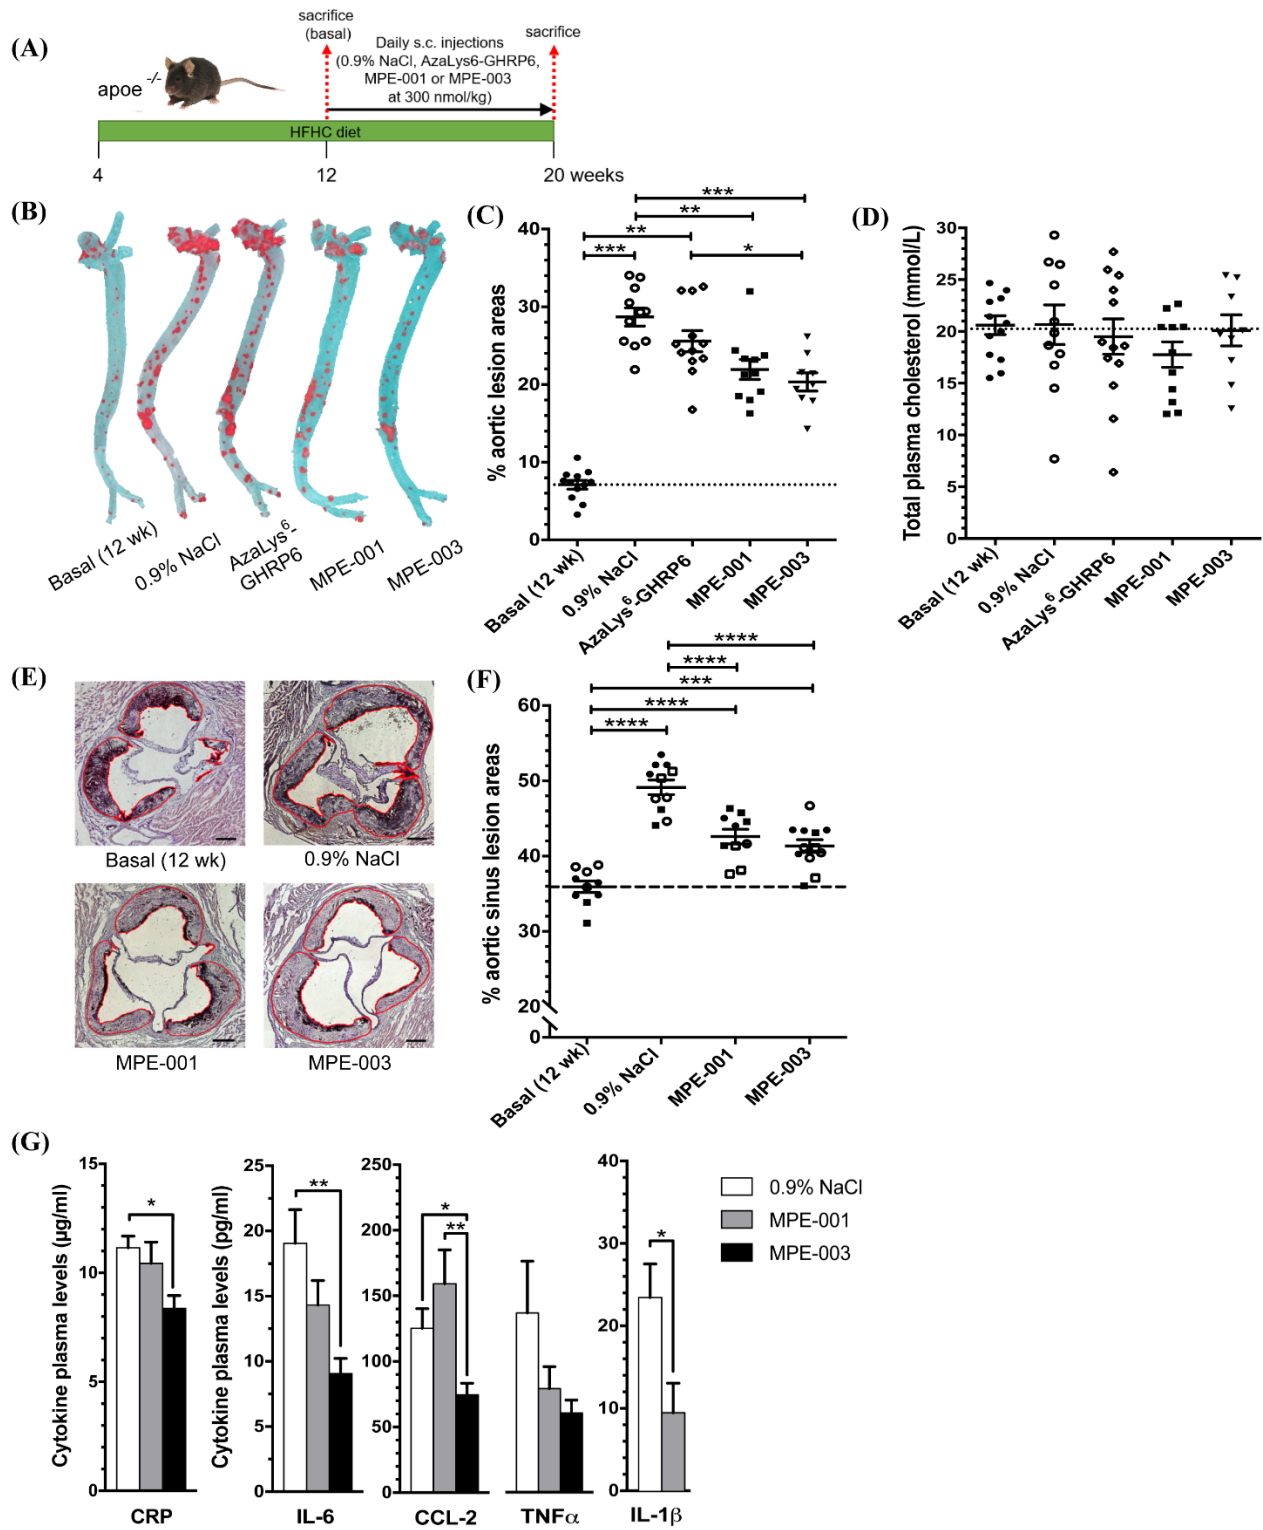 (A)
sacrifice
(basal)
sacrifice
Daily s.c. injections
(0.9% NaCl, AzaLys6-GHRP6,
MPE-001 or MPE-003
at 300 nmol/kg)
apoe -/-
HFHC diet
4
12
20 weeks
(B)
Basal (12 wk)
0.9% NaCl
AzaLys6-
GHRP6
MPE-001
MPE-003
(C)
***
**
**
***
*
% aortic lesion areas
40
30
20
10
0
Basal (12 wk)
0.9% NaCl
AzaLys6-GHRP6
MPE-001
MPE-003
(D)
Total plasma cholesterol (mmol/L)
30
25
20
15
10
5
0
Basal (12 wk)
0.9% NaCl
AzaLys6-GHRP6
MPE-001
MPE-003
(E)
Basal (12 wk)
0.9% NaCl
MPE-001
MPE-003
(F)
****
****
***
****
****
% aortic sinus lesion areas
60
50
40
30
20
0
Basal (12 wk)
0.9% NaCl
MPE-001
MPE-003
(G)
Cytokine plasma levels (µg/ml)
15
10
5
0
*
CRP
Cytokine plasma levels (pg/ml)
25
20
15
10
5
0
**
IL-6
250
200
150
100
50
0
*
**
CCL-2
TNFα
40
30
20
10
0
*
IL-1β
0.9% NaCl
MPE-001
MPE-003